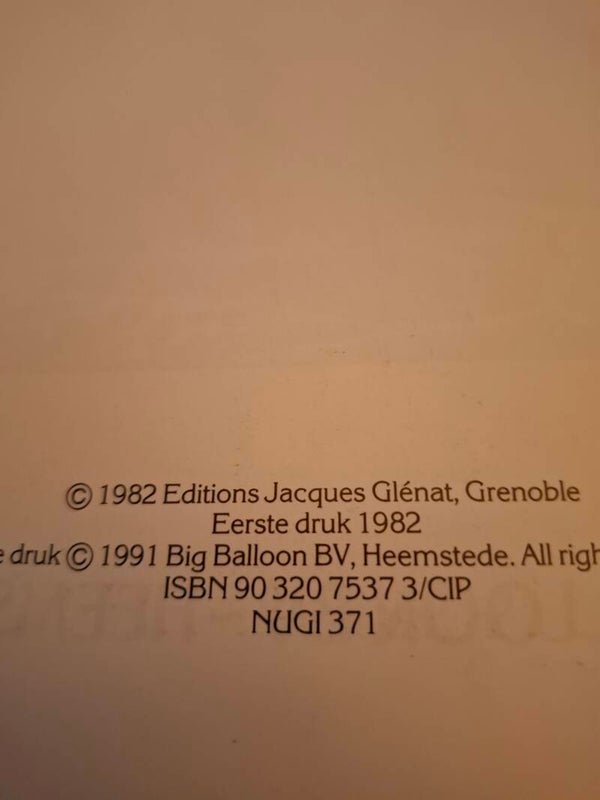 © 1982 Editions Jacques Glénat, Grenoble
Eerste druk 1982
druk © 1991 Big Balloon BV, Heemstede. All
ISBN 90 320 7537 3/CIP
NUGI 371